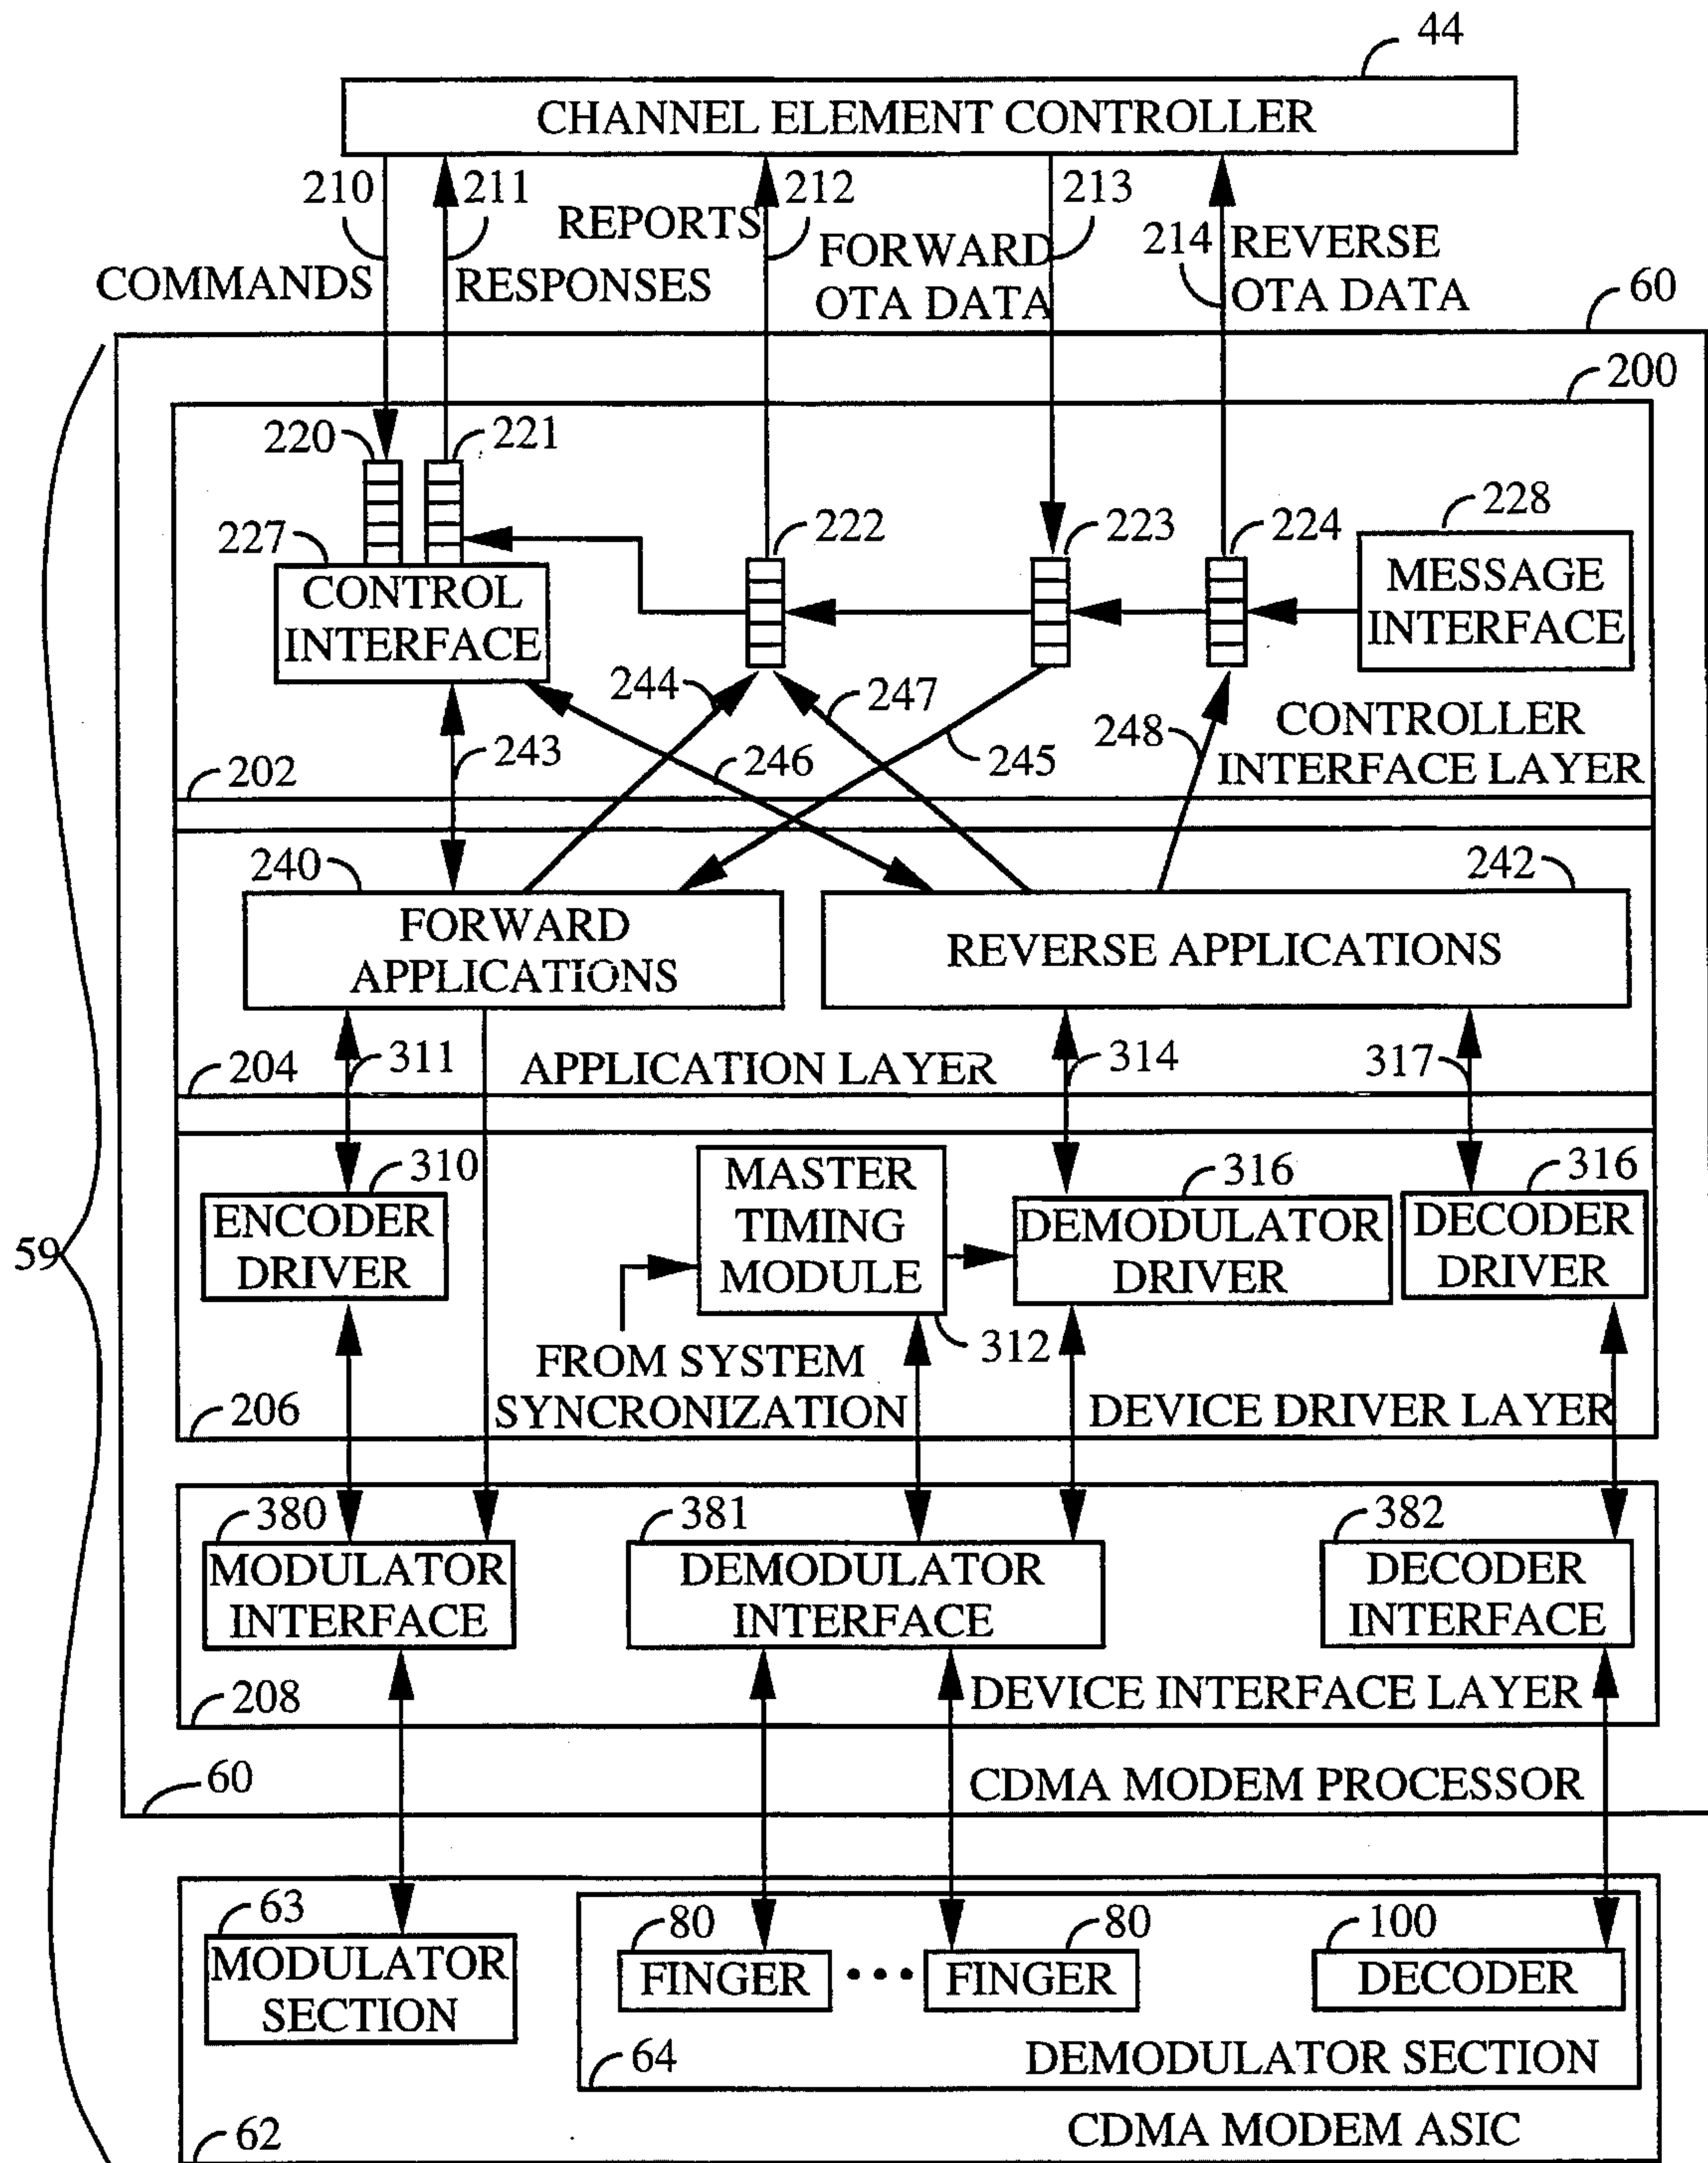 44
CHANNEL ELEMENT CONTROLLER
210
211
212
213
REPORTS
214
REVERSE
FORWARD
COMMANDS
RESPONSES
OTA DATA
OTA DATA
60
200
220
221
222
223
224
228
227
CONTROL
INTERFACE
MESSAGE
INTERFACE
244
247
CONTROLLER
INTERFACE LAYER
243
246
245
248
202
240
242
FORWARD
APPLICATIONS
REVERSE APPLICATIONS
311
314
317
204
APPLICATION LAYER
310
MASTER
TIMING
MODULE
316
316
ENCODER
DRIVER
DEMODULATOR
DRIVER
DECODER
DRIVER
59
312
FROM SYSTEM
SYNCRONIZATION
206
DEVICE DRIVER LAYER
380
381
382
MODULATOR
INTERFACE
DEMODULATOR
INTERFACE
DECODER
INTERFACE
208
DEVICE INTERFACE LAYER
60
CDMA MODEM PROCESSOR
63
80
80
100
MODULATOR
SECTION
FINGER
FINGER
DECODER
64
DEMODULATOR SECTION
62
CDMA MODEM ASIC